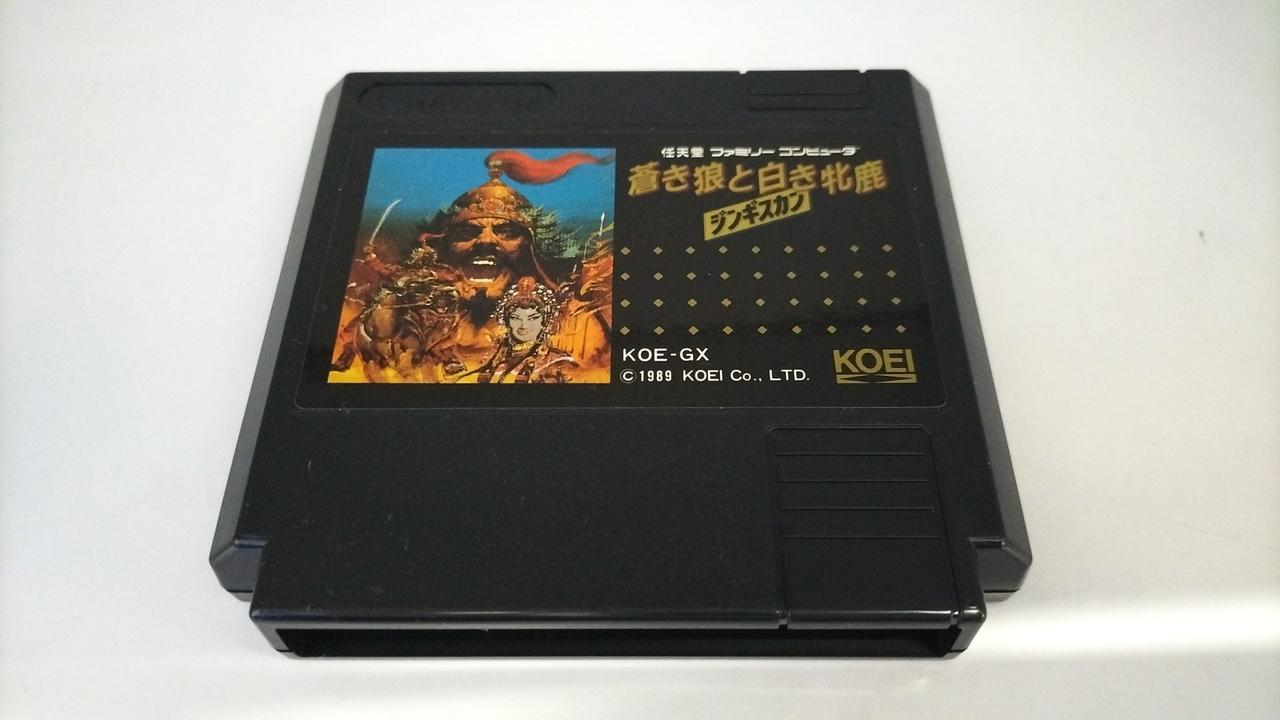 任天堂 ファミリー コンピュータ
蒼き狼と白き牝鹿
ジンギスカン
KOE-GX
©1989 KOEI Co., LTD.
KOEI